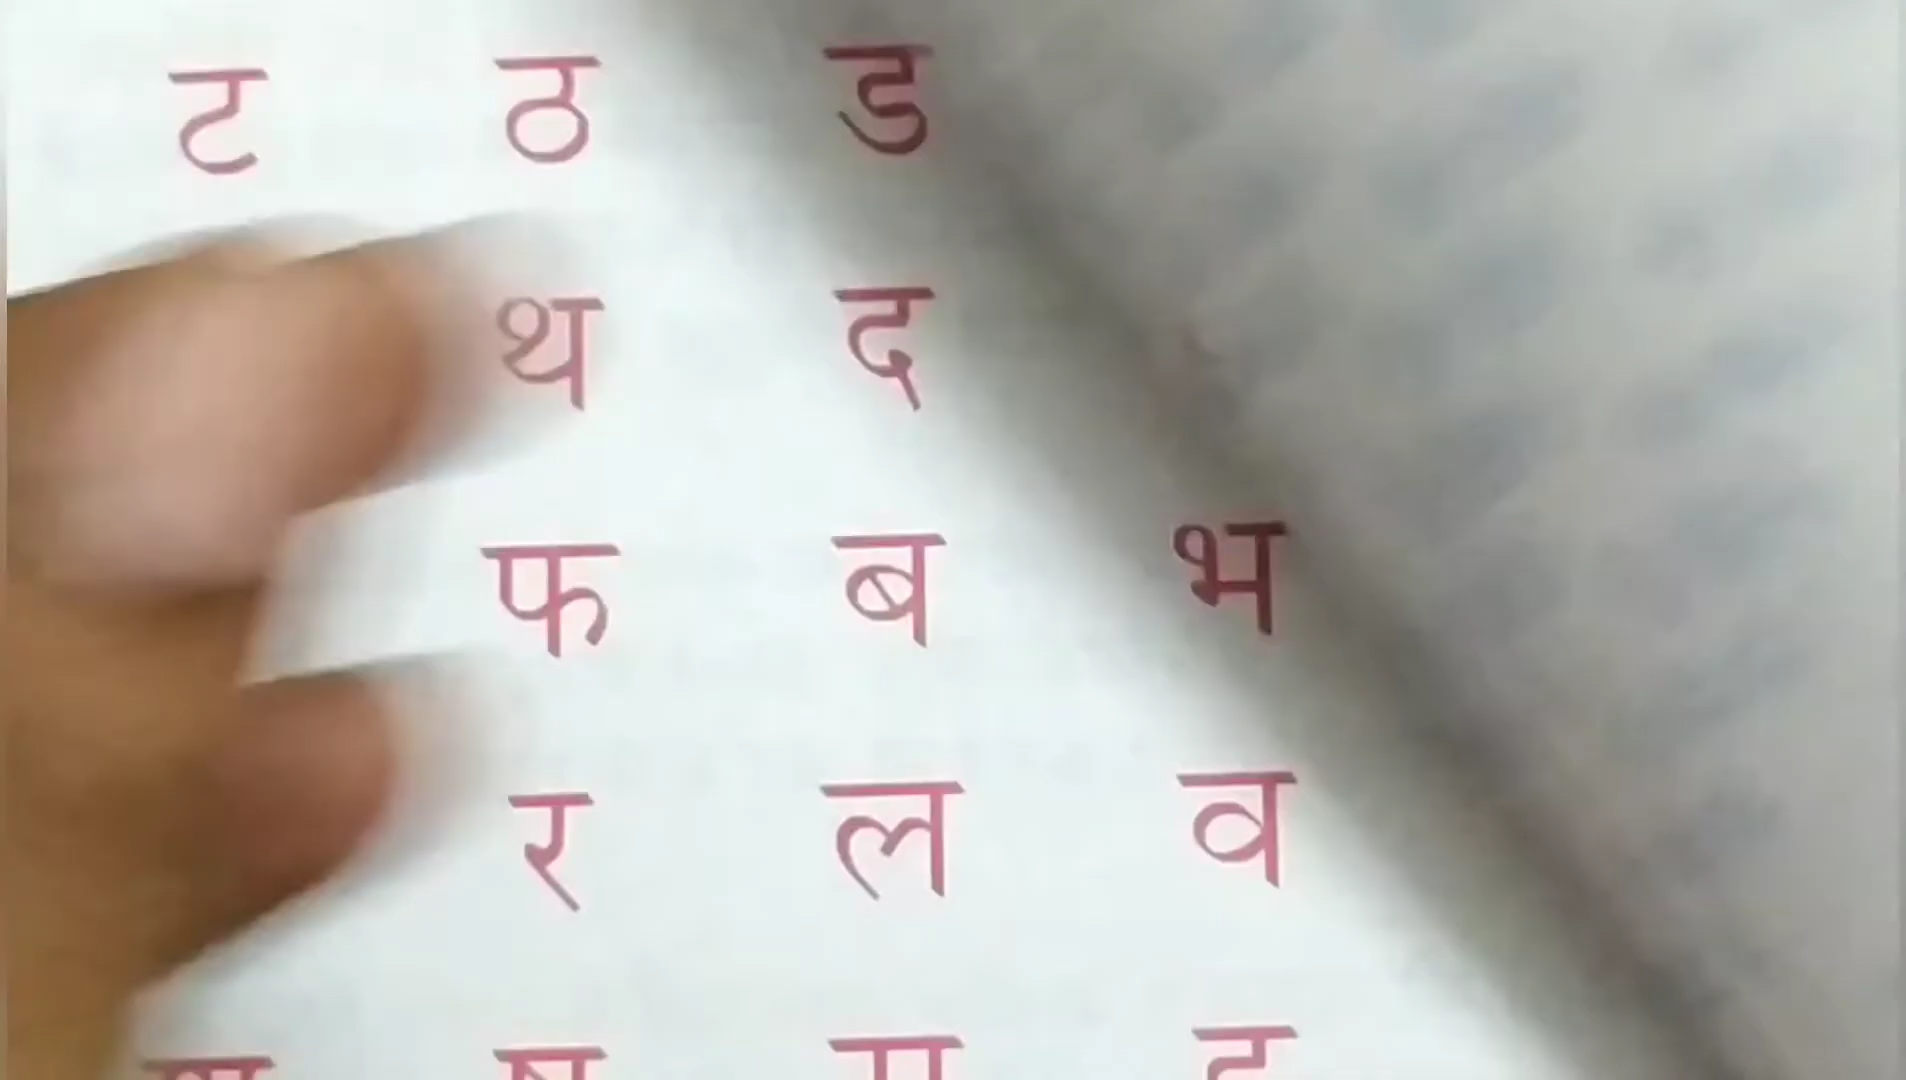 ट ठ ड
थ द
फ ब भ
र ल व